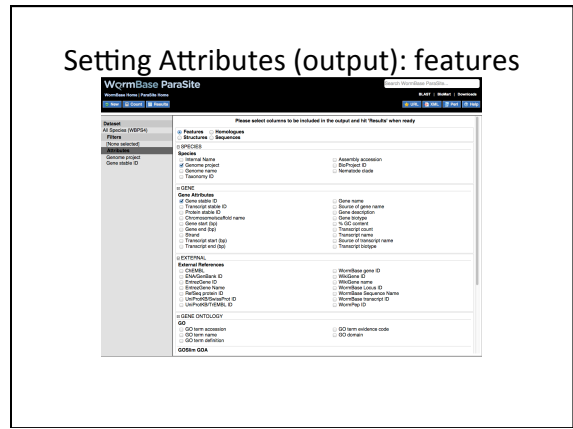 Setting Attributes (output): features
WormBase ParaSite
Search WormBase ParaSite...
WormBase Home | ParaSite Home
BLAST | BioMart | Downloads
New Count Results
URL XML Perl Help
Please select columns to be included in the output and hit 'Results' when ready
Dataset
All Species (WBPS4)
Filters
[None selected]
Attributes
Genome project
Gene stable ID
Features Homologues
Structures Sequences
SPECIES
Species
Internal Name
Genome project
Genome name
Taxonomy ID
Assembly accession
BioProject ID
Nematode clade
GENE
Gene Attributes
Gene stable ID
Transcript stable ID
Protein stable ID
Chromosome/scaffold name
Gene start (bp)
Gene end (bp)
Strand
Transcript start (bp)
Transcript end (bp)
Gene name
Source of gene name
Gene description
Gene biotype
% GC content
Transcript count
Transcript name
Source of transcript name
Transcript biotype
EXTERNAL
External References
ChEMBL
ENA/GenBank ID
EntrezGene ID
EntrezGene Name
RefSeq protein ID
UniProtKB/SwissProt ID
UniProtKB/TrEMBL ID
WormBase gene ID
WikiGene ID
WikiGene name
WormBase Locus ID
WormBase Sequence Name
WormBase transcript ID
WormPep ID
GENE ONTOLOGY
GO
GO term accession
GO term name
GO term definition
GO term evidence code
GO domain
GOSlim GOA